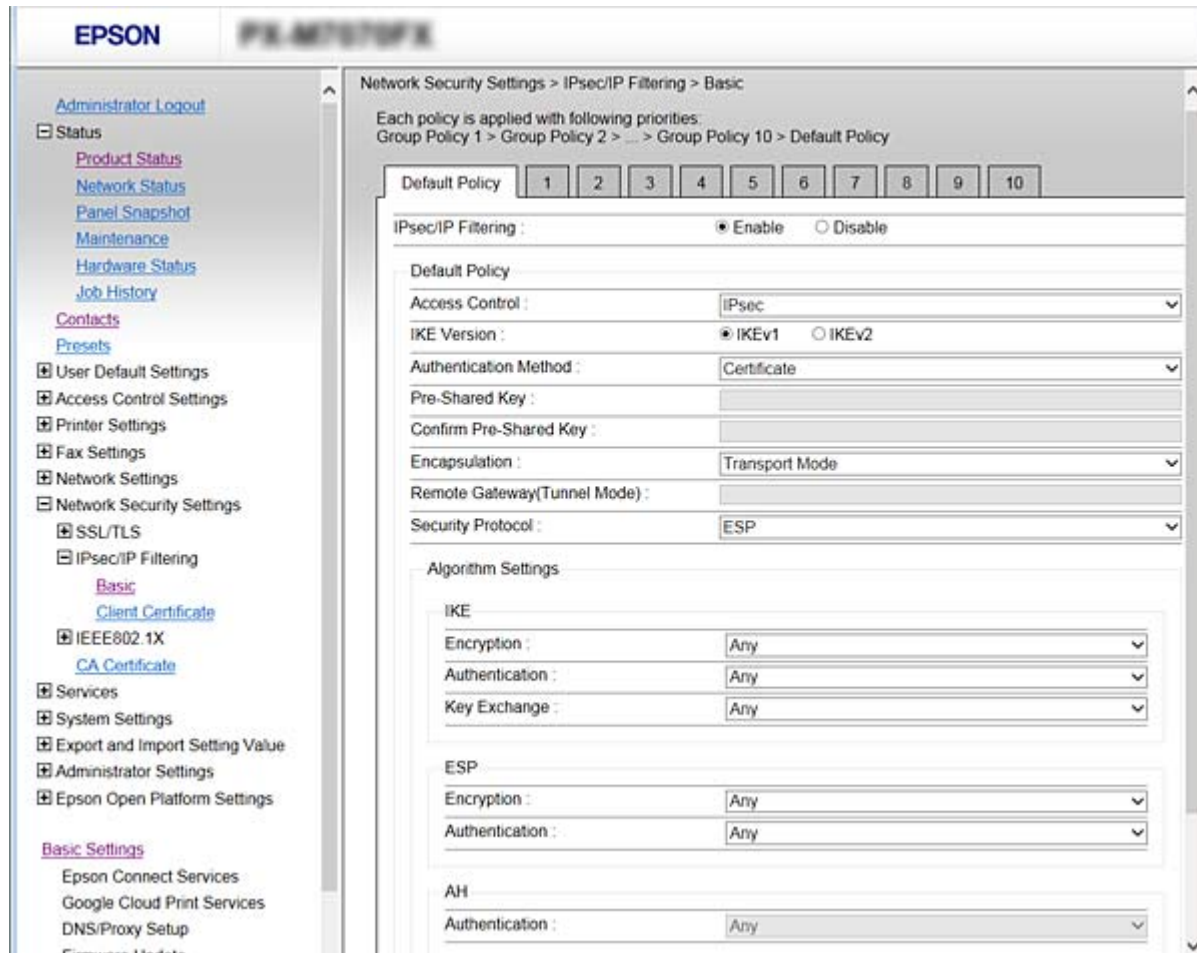 EPSON
Administrator Logout
Status
Product Status
Network Status
Panel Snapshot
Maintenance
Hardware Status
Job History
Contacts
Presets
User Default Settings
Access Control Settings
Printer Settings
Fax Settings
Network Settings
Network Security Settings
SSL/TLS
IPsec/IP Filtering
Basic
Client Certificate
IEEE802.1X
CA Certificate
Services
System Settings
Export and Import Setting Value
Administrator Settings
Epson Open Platform Settings
Basic Settings
Epson Connect Services
Google Cloud Print Services
DNS/Proxy Setup
Network Security Settings > IPsec/IP Filtering > Basic
Each policy is applied with following priorities:
Group Policy 1 > Group Policy 2 > ... > Group Policy 10 > Default Policy
Default Policy 1 2 3 4 5 6 7 8 9 10
IPsec/IP Filtering : Enable Disable
Default Policy
Access Control : IPsec
IKE Version : IKEv1 IKEv2
Authentication Method : Certificate
Pre-Shared Key :
Confirm Pre-Shared Key :
Encapsulation : Transport Mode
Remote Gateway(Tunnel Mode) :
Security Protocol : ESP
Algorithm Settings
IKE
Encryption : Any
Authentication : Any
Key Exchange : Any
ESP
Encryption : Any
Authentication : Any
AH
Authentication : Any